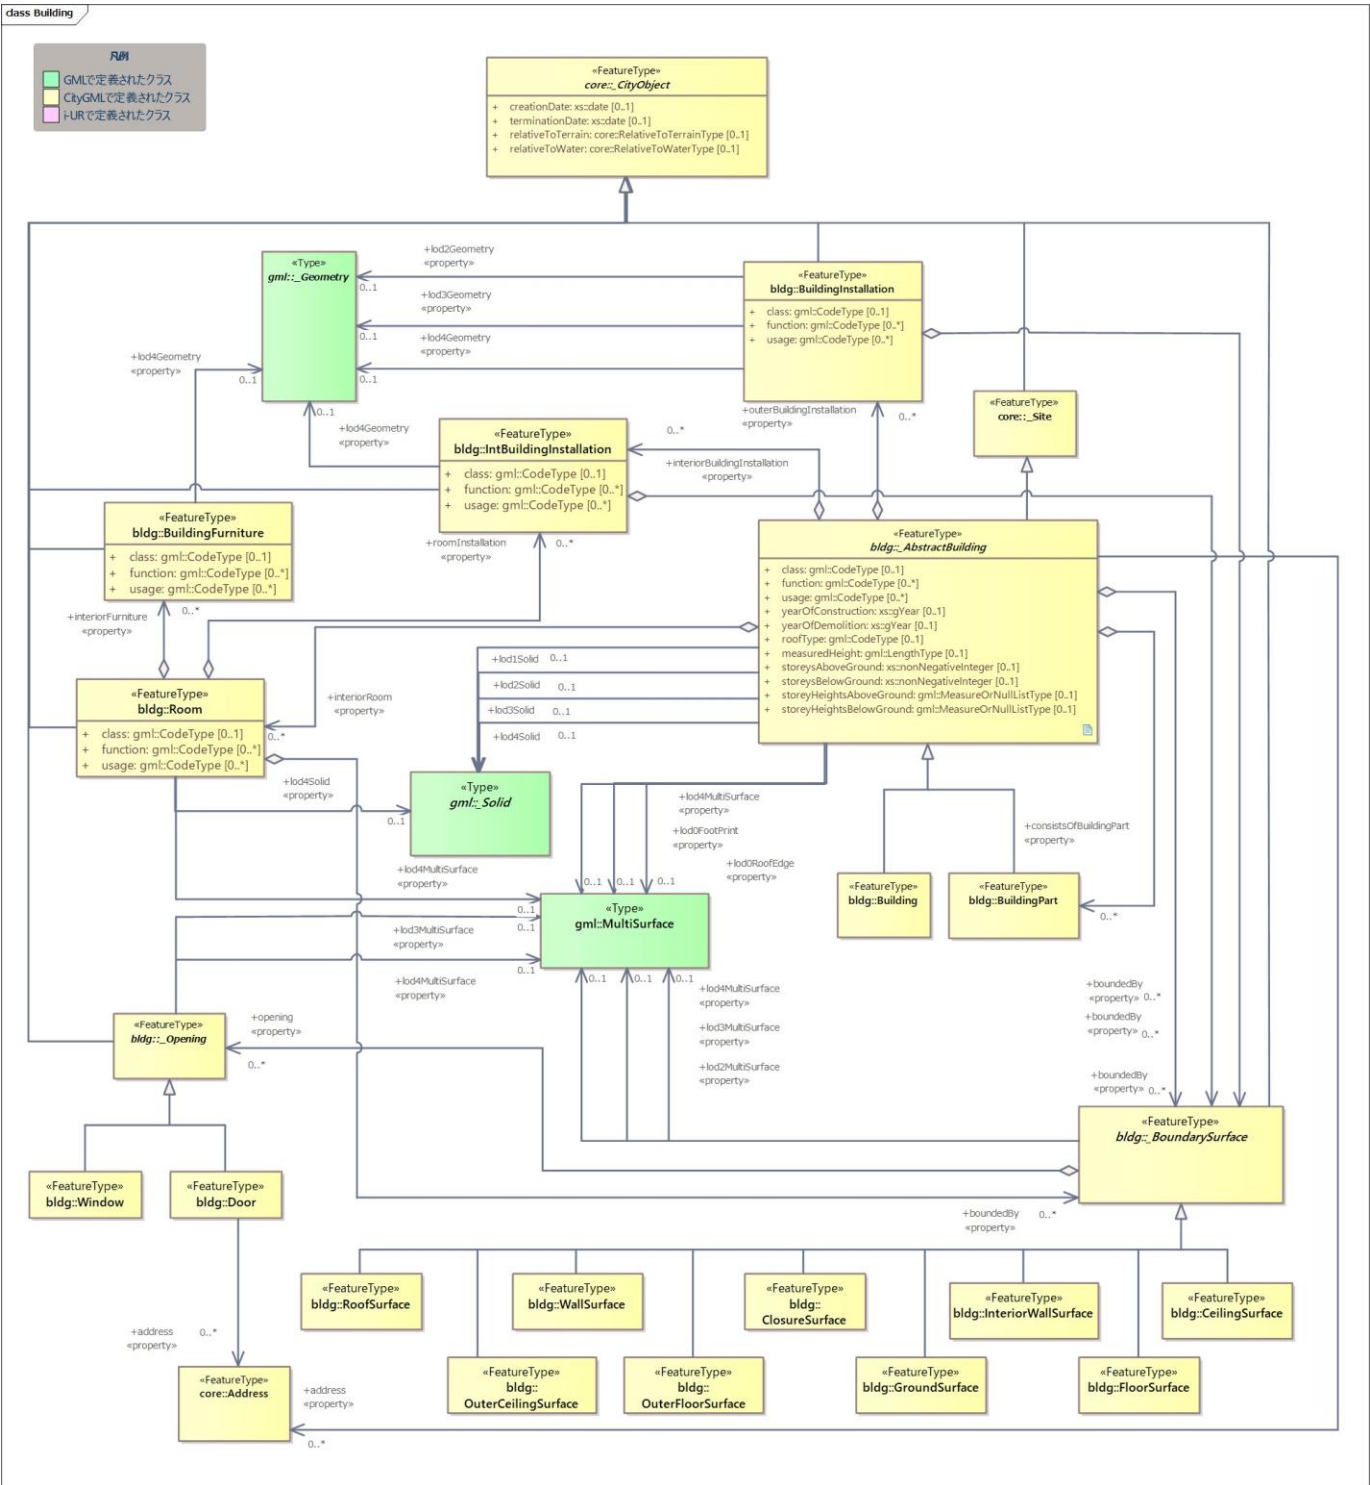 class Building
凡例
GMLで定義されたクラス
CityGMLで定義されたクラス
i-URで定義されたクラス
«FeatureType»
core::_CityObject
+ creationDate: xs::date [0..1]
+ terminationDate: xs::date [0..1]
+ relativeToTerrain: core::RelativeToTerrainType [0..1]
+ relativeToWater: core::RelativeToWaterType [0..1]
«Type»
gml::_Geometry
+lod2Geometry
«property»
0..1
+lod3Geometry
«property»
0..1
+lod4Geometry
«property»
0..1
«FeatureType»
bldg::BuildingInstallation
+ class: gml::CodeType [0..1]
+ function: gml::CodeType [0..*]
+ usage: gml::CodeType [0..*]
+lod4Geometry
«property»
0..1
0..1
+lod4Geometry
«property»
«FeatureType»
core::_Site
+outerBuildingInstallation
«property»
0..*
«FeatureType»
bldg::IntBuildingInstallation
+ class: gml::CodeType [0..1]
+ function: gml::CodeType [0..*]
+ usage: gml::CodeType [0..*]
0..*
+interiorBuildingInstallation
«property»
«FeatureType»
bldg::BuildingFurniture
+ class: gml::CodeType [0..1]
+ function: gml::CodeType [0..*]
+ usage: gml::CodeType [0..*]
+roomInstallation
«property»
0..*
«FeatureType»
bldg::_AbstractBuilding
+ class: gml::CodeType [0..1]
+ function: gml::CodeType [0..*]
+ usage: gml::CodeType [0..*]
+ yearOfConstruction: xs::gYear [0..1]
+ yearOfDemolition: xs::gYear [0..1]
+ roofType: gml::CodeType [0..1]
+ measuredHeight: gml::LengthType [0..1]
+ storeysAboveGround: xs::nonNegativeInteger [0..1]
+ storeysBelowGround: xs::nonNegativeInteger [0..1]
+ storeyHeightsAboveGround: gml::MeasureOrNullListType [0..1]
+ storeyHeightsBelowGround: gml::MeasureOrNullListType [0..1]
+interiorFurniture
«property»
0..*
+lod1Solid 0..1
+lod2Solid 0..1
+lod3Solid 0..1
+lod4Solid 0..1
«FeatureType»
bldg::Room
+ class: gml::CodeType [0..1]
+ function: gml::CodeType [0..*]
+ usage: gml::CodeType [0..*]
+interiorRoom
«property»
0..*
+lod4Solid
«property»
0..1
«Type»
gml::_Solid
+lod4MultiSurface
«property»
+lod0FootPrint
«property»
+lod0RoofEdge
«property»
0..1
0..1
0..1
+consistsOfBuildingPart
«property»
«FeatureType»
bldg::Building
«FeatureType»
bldg::BuildingPart
0..*
+lod4MultiSurface
«property»
0..1
0..1
+lod3MultiSurface
«property»
0..1
+lod4MultiSurface
«property»
«Type»
gml::MultiSurface
0..1
0..1
0..1
+lod4MultiSurface
«property»
+lod3MultiSurface
«property»
+lod2MultiSurface
«property»
+boundedBy
«property» 0..*
+boundedBy
«property» 0..*
+boundedBy
«property» 0..*
«FeatureType»
bldg::_Opening
+opening
«property»
0..*
«FeatureType»
bldg::_BoundarySurface
«FeatureType»
bldg::Window
«FeatureType»
bldg::Door
+boundedBy
«property»
0..*
«FeatureType»
bldg::RoofSurface
«FeatureType»
bldg::WallSurface
«FeatureType»
bldg::
ClosureSurface
«FeatureType»
bldg::InteriorWallSurface
«FeatureType»
bldg::CeilingSurface
«FeatureType»
bldg::
OuterCeilingSurface
«FeatureType»
bldg::
OuterFloorSurface
«FeatureType»
bldg::GroundSurface
«FeatureType»
bldg::FloorSurface
+address
«property»
0..*
«FeatureType»
core::Address
+address
«property»
0..*